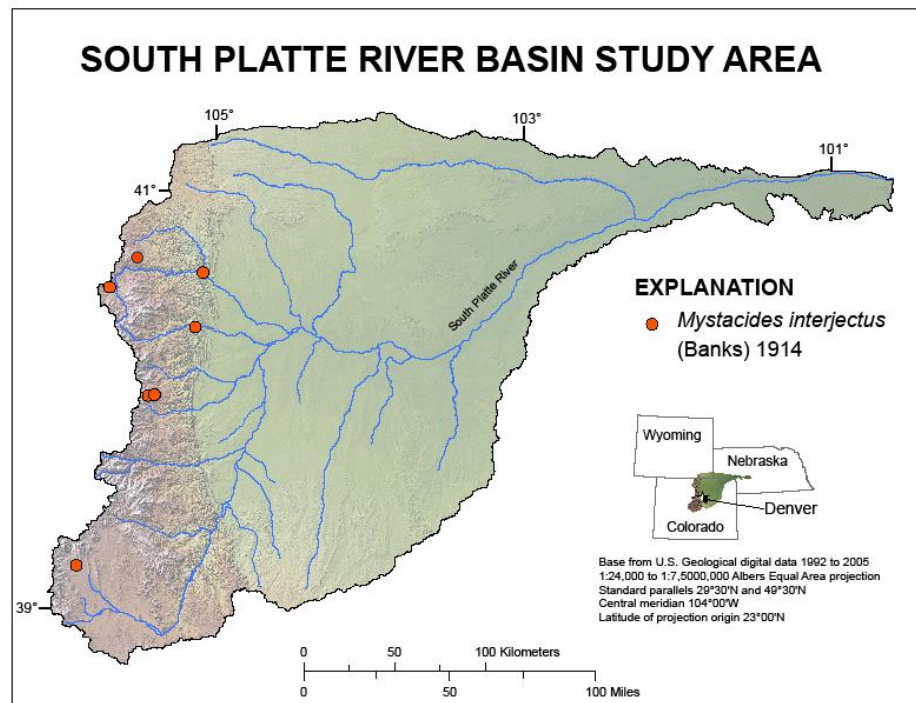 SOUTH PLATTE RIVER BASIN STUDY AREA
105°
103°
101°
41°
South Platte River
EXPLANATION
Mystacides interjectus
(Banks) 1914
Wyoming
Nebraska
Denver
Colorado
Base from U.S. Geological digital data 1992 to 2005
1:24,000 to 1:7,5000,000 Albers Equal Area projection
Standard parallels 29°30'N and 49°30'N
Central meridian 104°00'W
Latitude of projection origin 23°00'N
39°
0 50 100 Kilometers
0 50 100 Miles